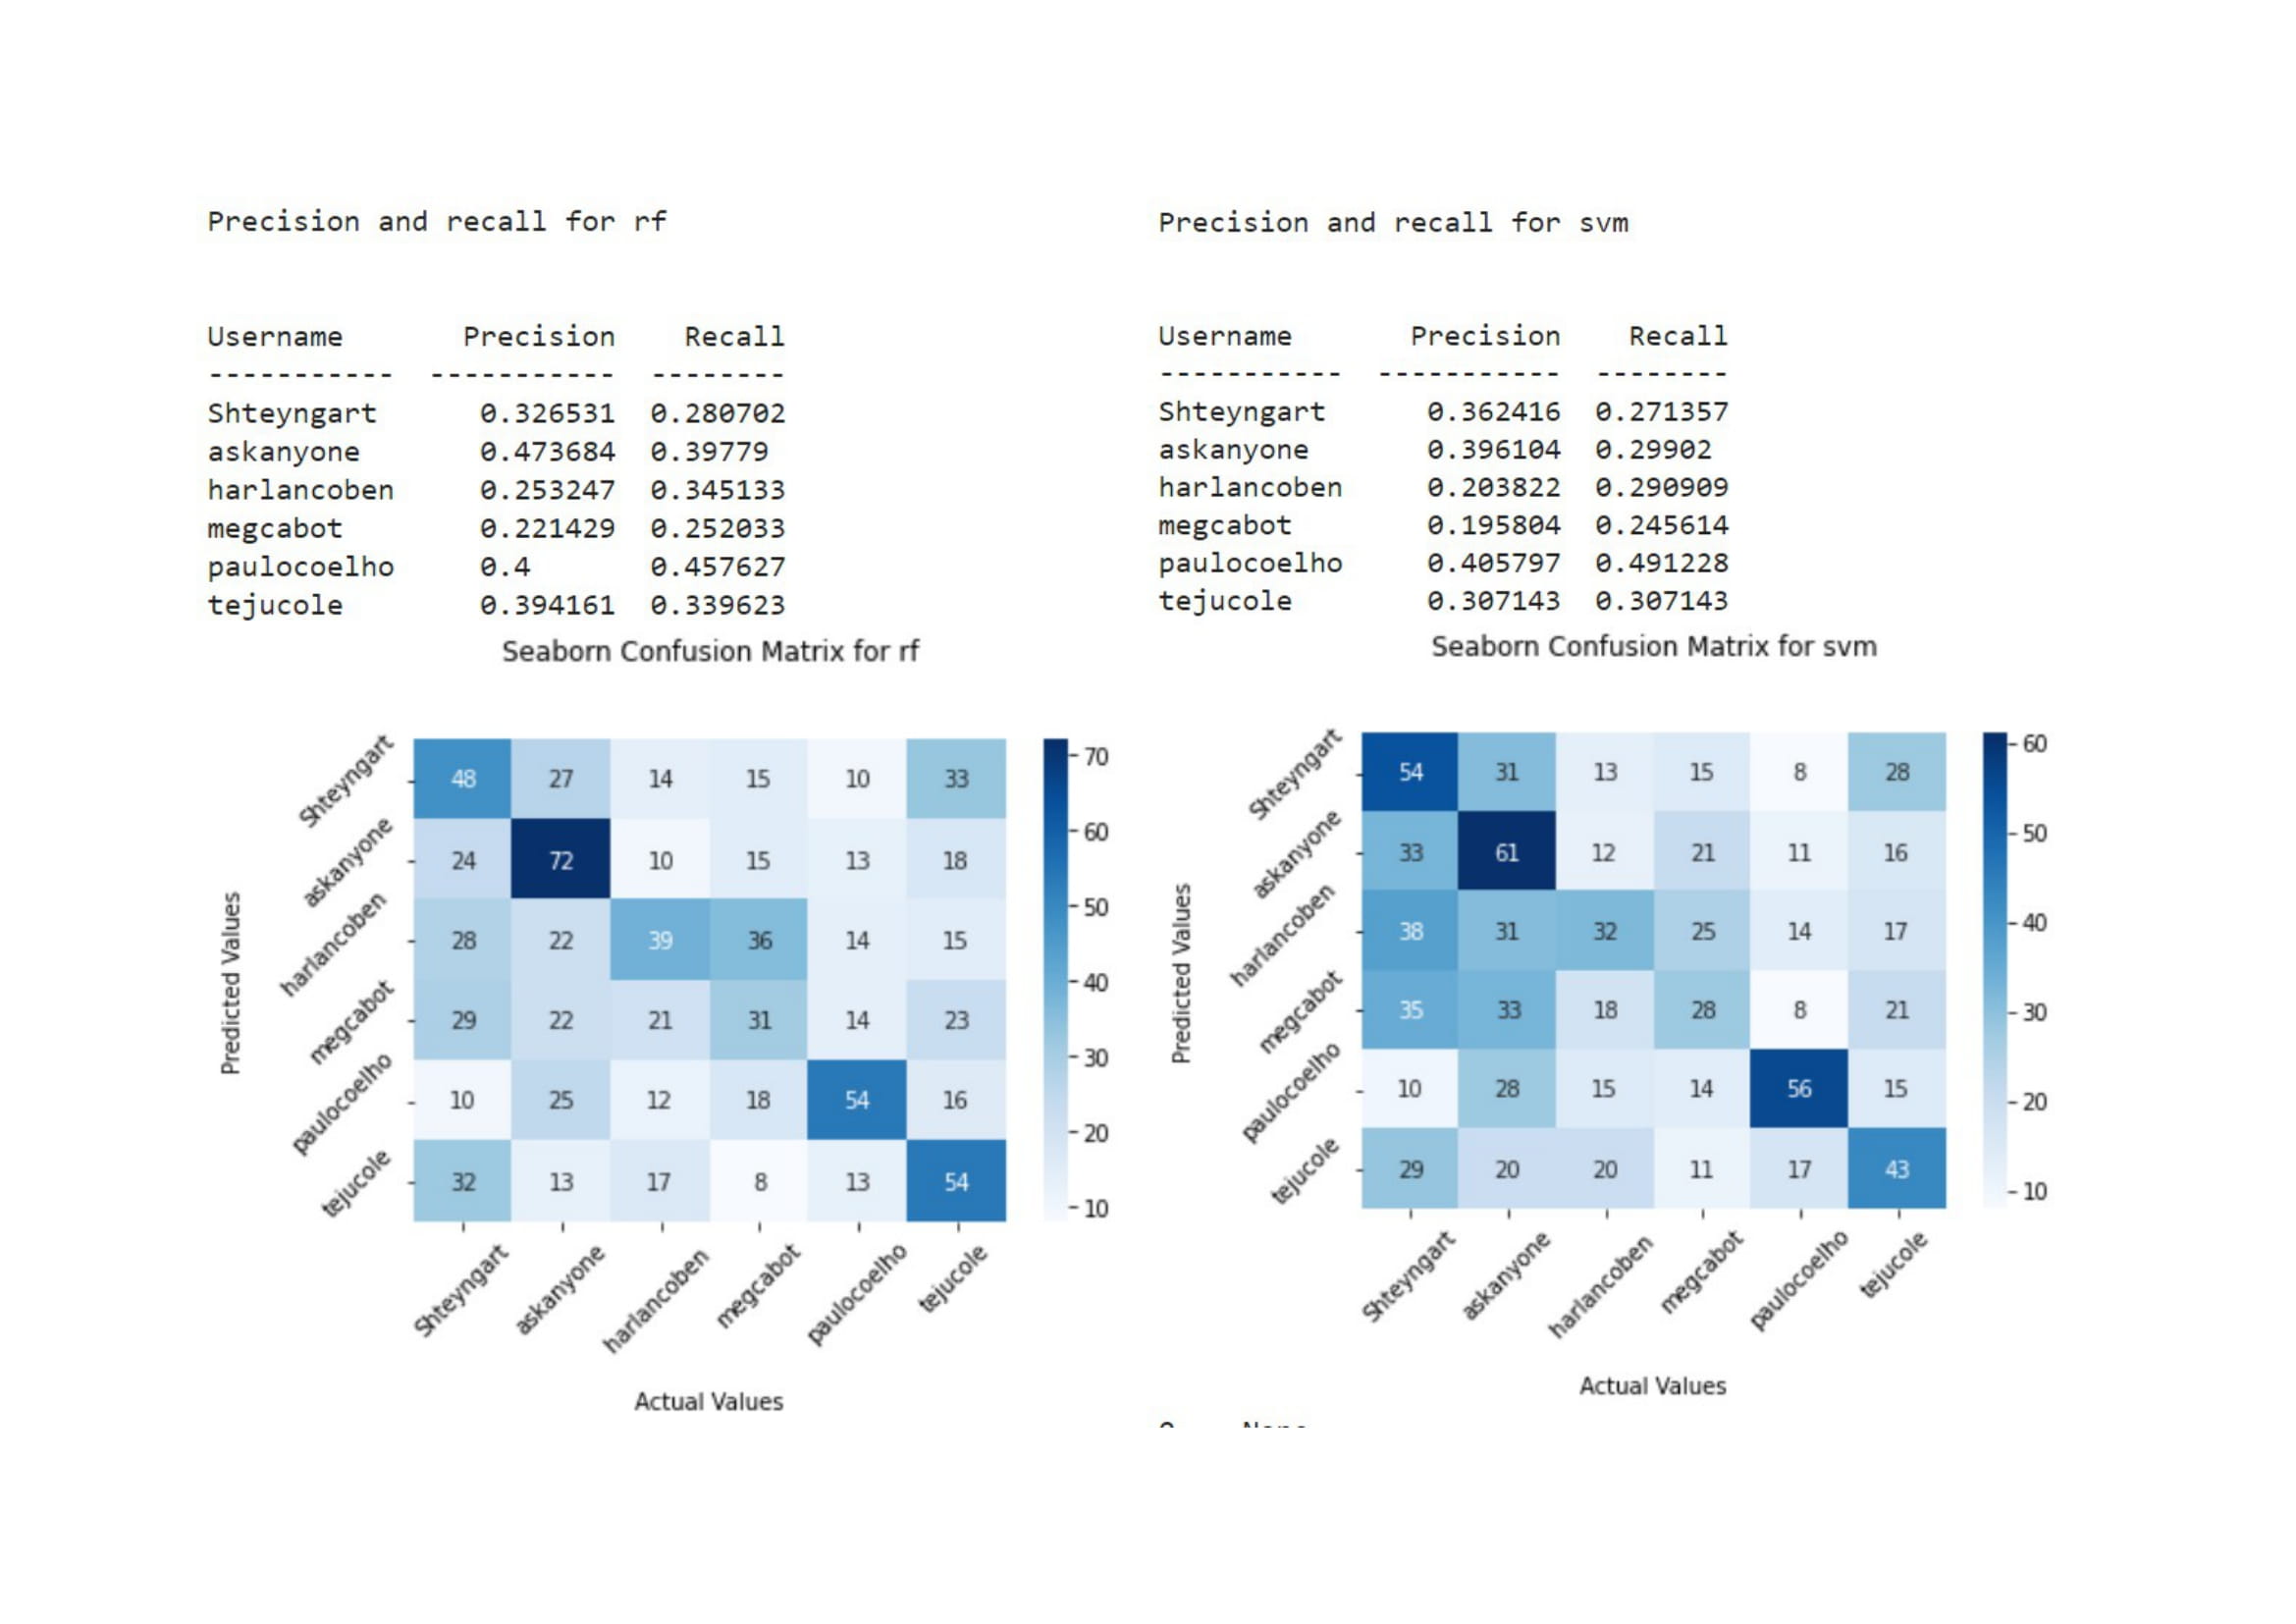 Precision and recall for rf
Username Precision Recall
----------- ----------- --------
Shteyngart 0.326531 0.280702
askanyone 0.473684 0.39779
harlancoben 0.253247 0.345133
megcabot 0.221429 0.252033
paulocoelho 0.4 0.457627
tejucole 0.394161 0.339623
Seaborn Confusion Matrix for rf
Predicted Values
Shteyngart 48 27 14 15 10 33
askanyone 24 72 10 15 13 18
harlancoben 28 22 39 36 14 15
megcabot 29 22 21 31 14 23
paulocoelho 10 25 12 18 54 16
tejucole 32 13 17 8 13 54
Shteyngart askanyone harlancoben megcabot paulocoelho tejucole
Actual Values
70
60
50
40
30
20
10
Precision and recall for svm
Username Precision Recall
----------- ----------- --------
Shteyngart 0.362416 0.271357
askanyone 0.396104 0.29902
harlancoben 0.203822 0.290909
megcabot 0.195804 0.245614
paulocoelho 0.405797 0.491228
tejucole 0.307143 0.307143
Seaborn Confusion Matrix for svm
Predicted Values
Shteyngart 54 31 13 15 8 28
askanyone 33 61 12 21 11 16
harlancoben 38 31 32 25 14 17
megcabot 35 33 18 28 8 21
paulocoelho 10 28 15 14 56 15
tejucole 29 20 20 11 17 43
Shteyngart askanyone harlancoben megcabot paulocoelho tejucole
Actual Values
60
50
40
30
20
10